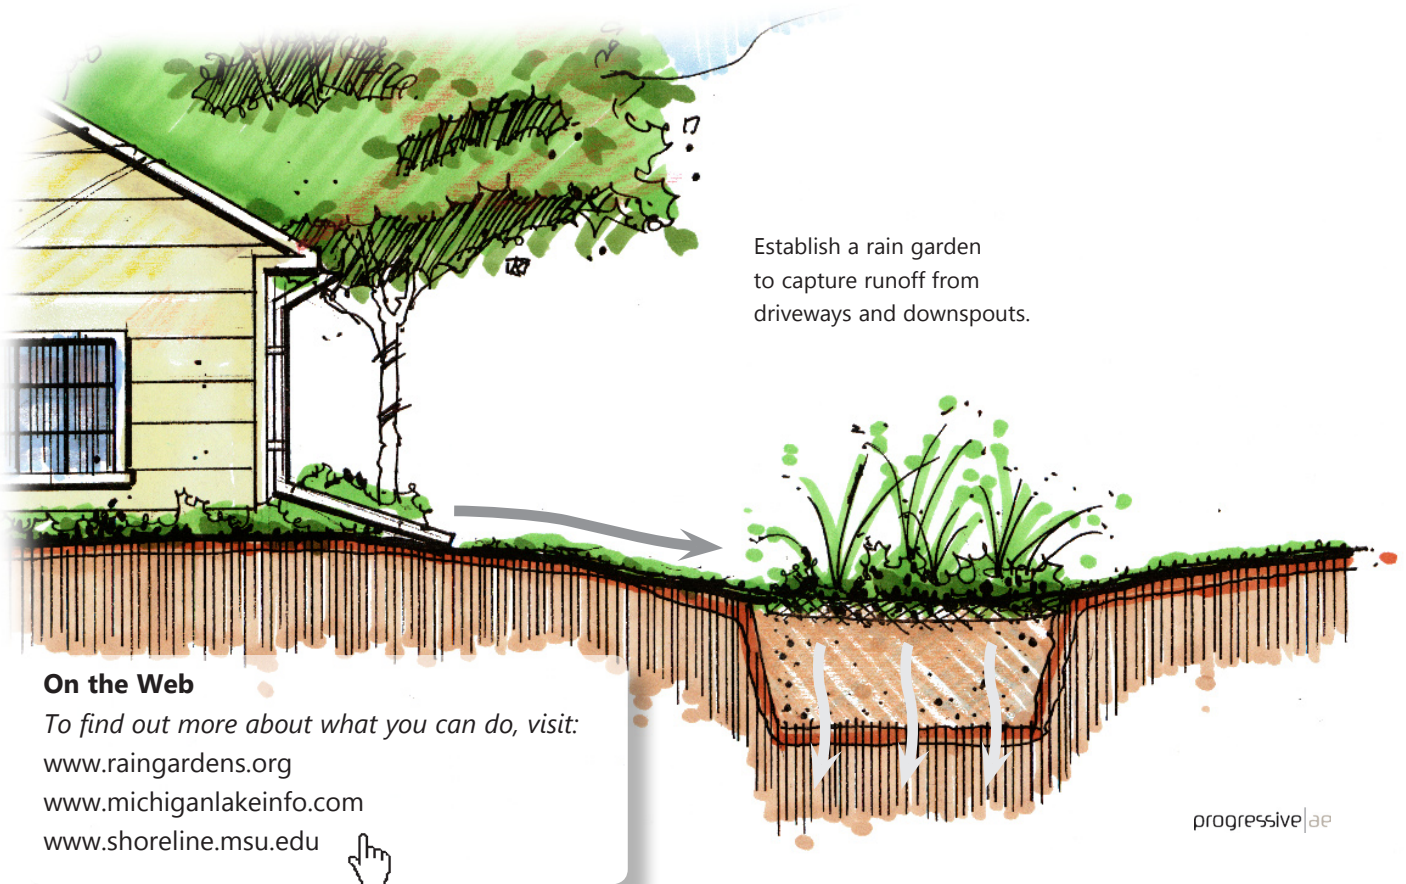 Establish a rain garden
to capture runoff from
driveways and downspouts.
On the Web
To find out more about what you can do, visit:
www.raingardens.org
www.michiganlakeinfo.com
www.shoreline.msu.edu
progressive|ae